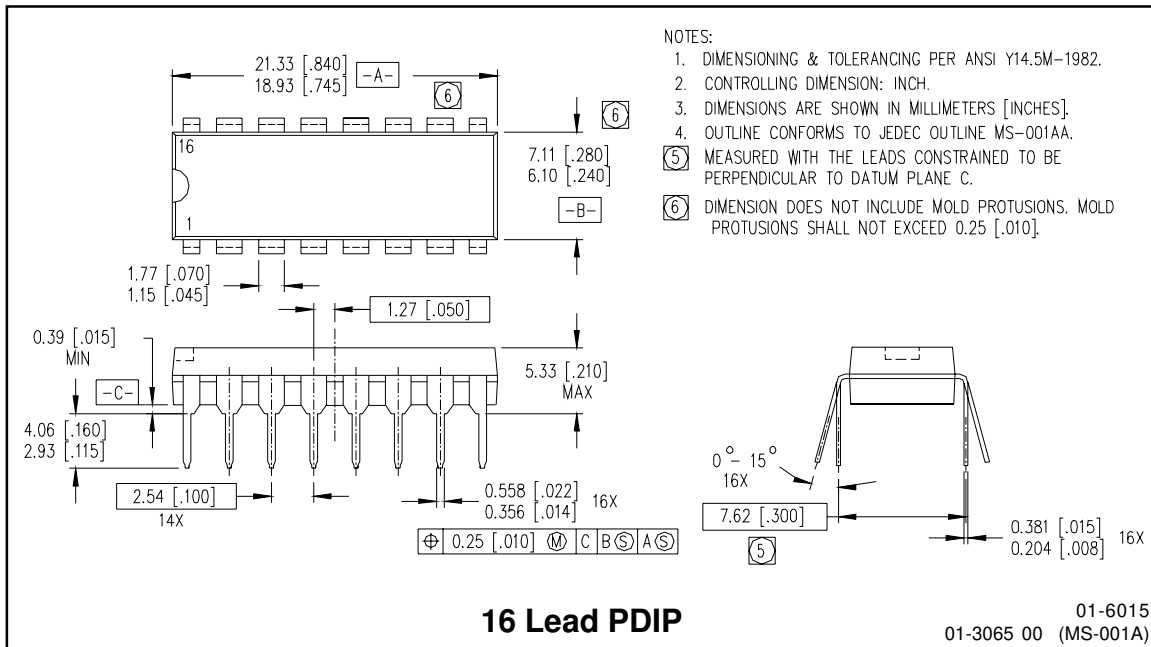 21.33 [.840]
18.93 [.745]
-A-
6
6
16
1
7.11 [.280]
6.10 [.240]
-B-
NOTES:
1. DIMENSIONING & TOLERANCING PER ANSI Y14.5M-1982.
2. CONTROLLING DIMENSION: INCH.
3. DIMENSIONS ARE SHOWN IN MILLIMETERS [INCHES].
4. OUTLINE CONFORMS TO JEDEC OUTLINE MS-001AA.
5 MEASURED WITH THE LEADS CONSTRAINED TO BE
PERPENDICULAR TO DATUM PLANE C.
6 DIMENSION DOES NOT INCLUDE MOLD PROTUSIONS. MOLD
PROTUSIONS SHALL NOT EXCEED 0.25 [.010].
1.77 [.070]
1.15 [.045]
1.27 [.050]
0.39 [.015]
MIN
-C-
5.33 [.210]
MAX
4.06 [.160]
2.93 [.115]
2.54 [.100]
14X
0.558 [.022]
0.356 [.014]
16X
⌖ 0.25 [.010] Ⓜ C B Ⓢ A Ⓢ
0° - 15°
16X
7.62 [.300]
5
0.381 [.015]
0.204 [.008]
16X
16 Lead PDIP
01-6015
01-3065 00 (MS-001A)